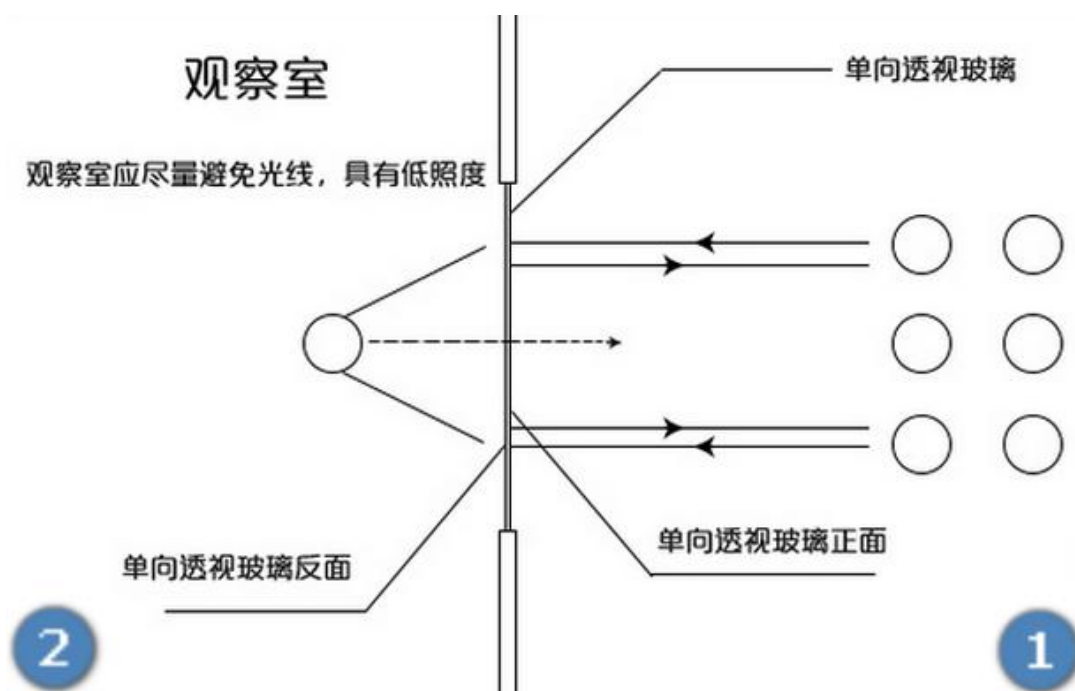 观察室
单向透视玻璃
观察室应尽量避免光线，具有低照度
单向透视玻璃反面
单向透视玻璃正面
2
1